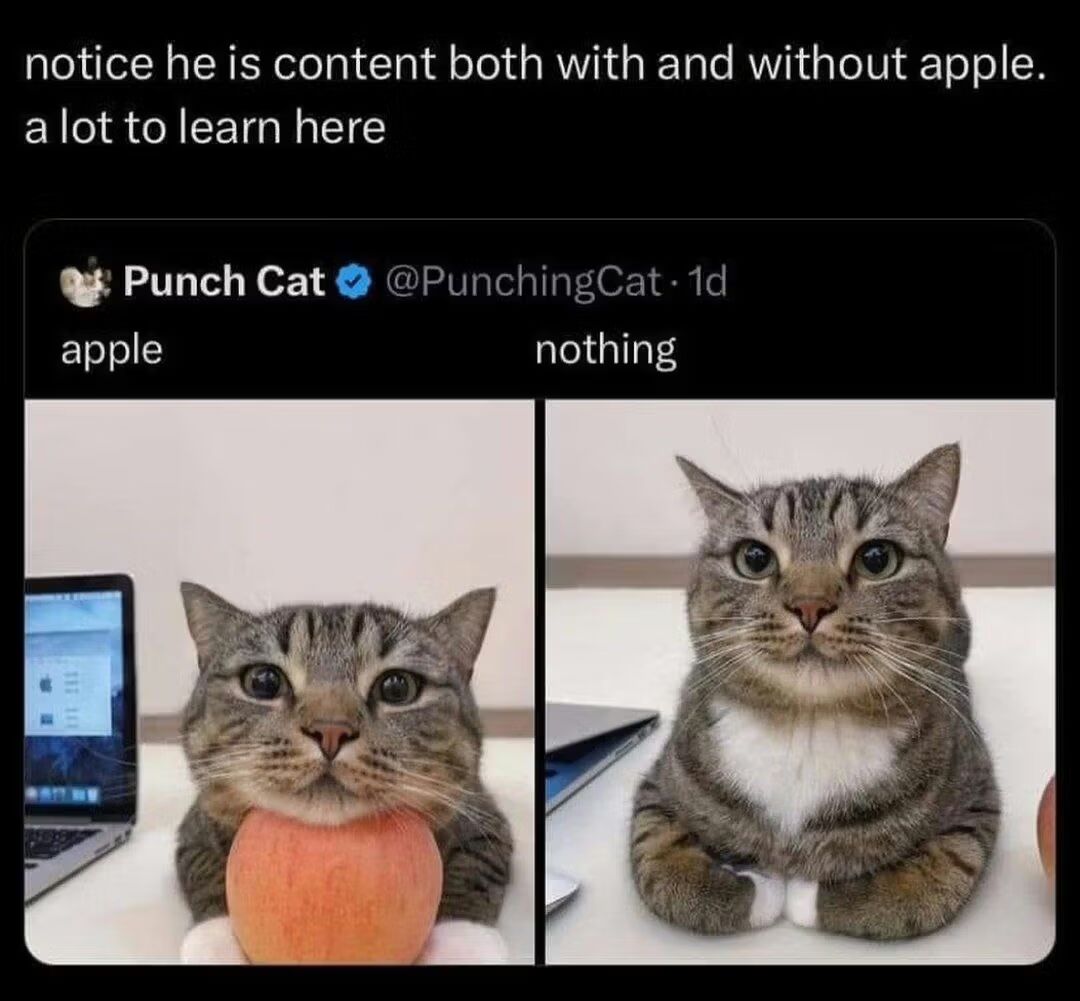 notice he is content both with and without apple.
a lot to learn here
Punch Cat @PunchingCat · 1d
apple nothing